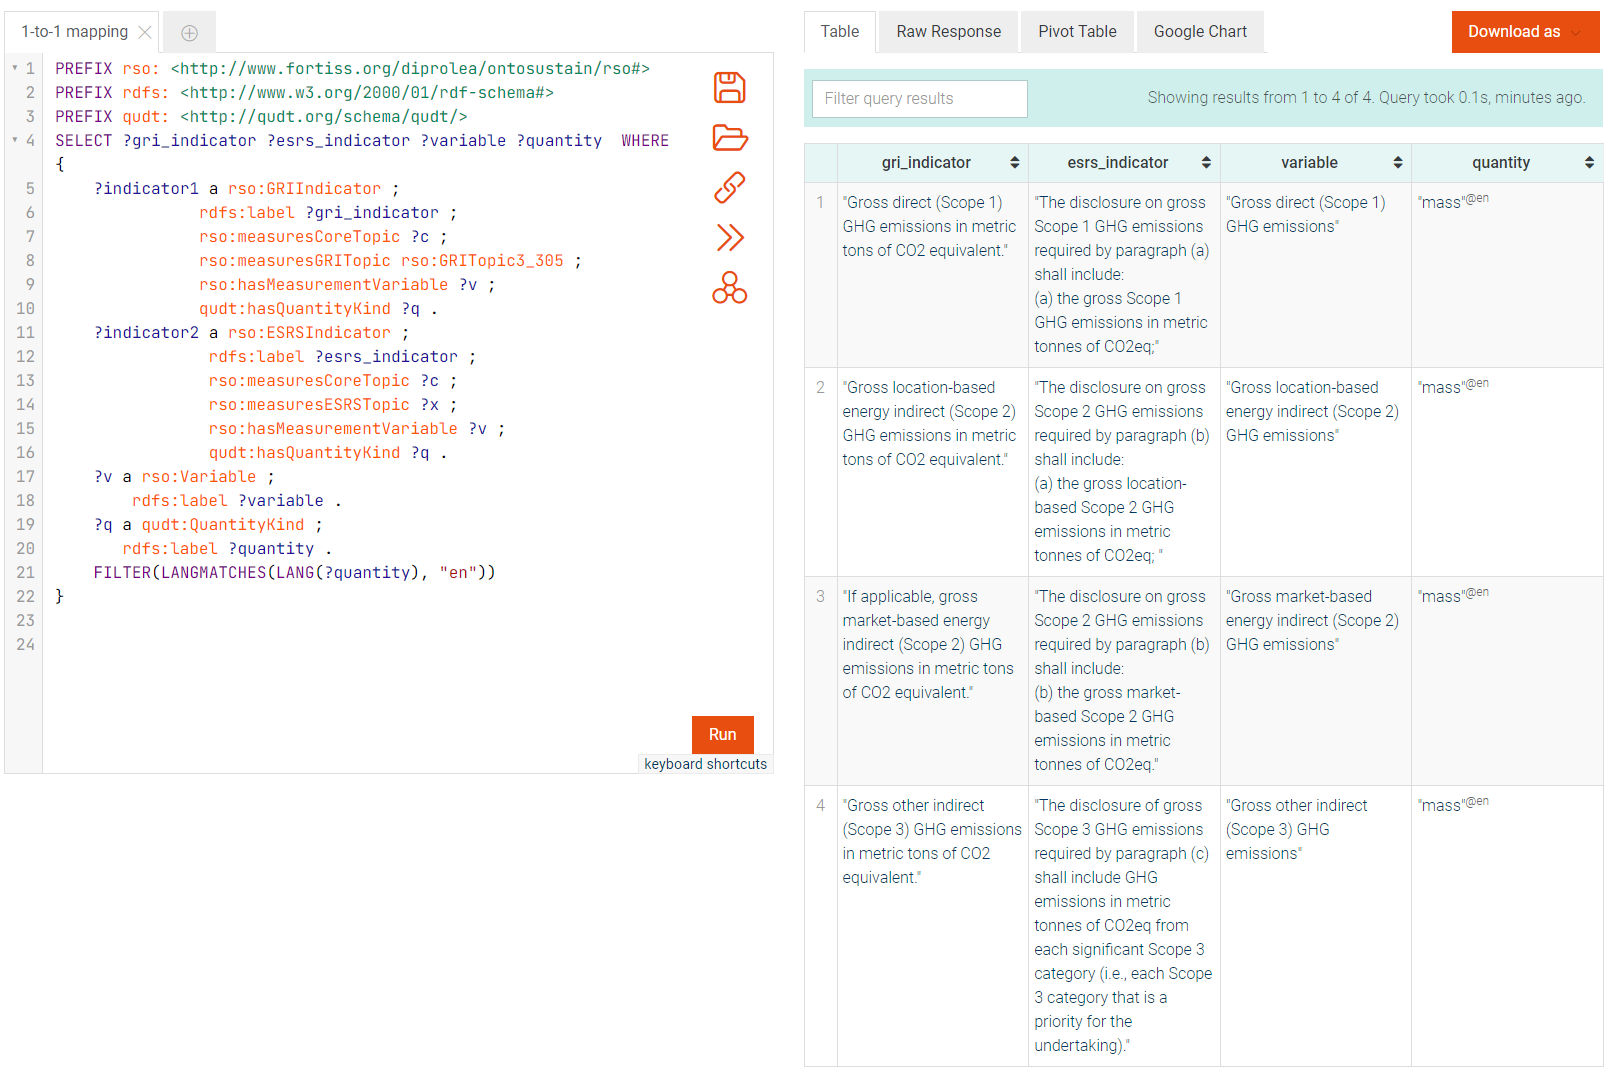 1-to-1 mapping
1 PREFIX rso: <http://www.fortiss.org/diprolea/ontosustain/rso#>
2 PREFIX rdfs: <http://www.w3.org/2000/01/rdf-schema#>
3 PREFIX qudt: <http://qudt.org/schema/qudt/>
4 SELECT ?gri_indicator ?esrs_indicator ?variable ?quantity  WHERE
{
5 ?indicator1 a rso:GRIIndicator ;
6 rdfs:label ?gri_indicator ;
7 rso:measuresCoreTopic ?c ;
8 rso:measuresGRITopic rso:GRITopic3_305 ;
9 rso:hasMeasurementVariable ?v ;
10 qudt:hasQuantityKind ?q .
11 ?indicator2 a rso:ESRSIndicator ;
12 rdfs:label ?esrs_indicator ;
13 rso:measuresCoreTopic ?c ;
14 rso:measuresESRSTopic ?x ;
15 rso:hasMeasurementVariable ?v ;
16 qudt:hasQuantityKind ?q .
17 ?v a rso:Variable ;
18 rdfs:label ?variable .
19 ?q a qudt:QuantityKind ;
20 rdfs:label ?quantity .
21 FILTER(LANGMATCHES(LANG(?quantity), "en"))
22 }
23
24
Run
keyboard shortcuts
Table Raw Response Pivot Table Google Chart
Download as
Filter query results
Showing results from 1 to 4 of 4. Query took 0.1s, minutes ago.
gri_indicator esrs_indicator variable quantity
1
"Gross direct (Scope 1)
GHG emissions in metric
tons of CO2 equivalent."
"The disclosure on gross
Scope 1 GHG emissions
required by paragraph (a)
shall include:
(a) the gross Scope 1
GHG emissions in metric
tonnes of CO2eq;"
"Gross direct (Scope 1)
GHG emissions"
"mass"@en
2
"Gross location-based
energy indirect (Scope 2)
GHG emissions in metric
tons of CO2 equivalent."
"The disclosure on gross
Scope 2 GHG emissions
required by paragraph (b)
shall include:
(a) the gross location-
based Scope 2 GHG
emissions in metric
tonnes of CO2eq; "
"Gross location-based
energy indirect (Scope 2)
GHG emissions"
"mass"@en
3
"If applicable, gross
market-based energy
indirect (Scope 2) GHG
emissions in metric tons
of CO2 equivalent."
"The disclosure on gross
Scope 2 GHG emissions
required by paragraph (b)
shall include:
(b) the gross market-
based Scope 2 GHG
emissions in metric
tonnes of CO2eq."
"Gross market-based
energy indirect (Scope 2)
GHG emissions"
"mass"@en
4
"Gross other indirect
(Scope 3) GHG emissions
in metric tons of CO2
equivalent."
"The disclosure of gross
Scope 3 GHG emissions
required by paragraph (c)
shall include GHG
emissions in metric
tonnes of CO2eq from
each significant Scope 3
category (i.e., each Scope
3 category that is a
priority for the
undertaking)."
"Gross other indirect
(Scope 3) GHG
emissions"
"mass"@en